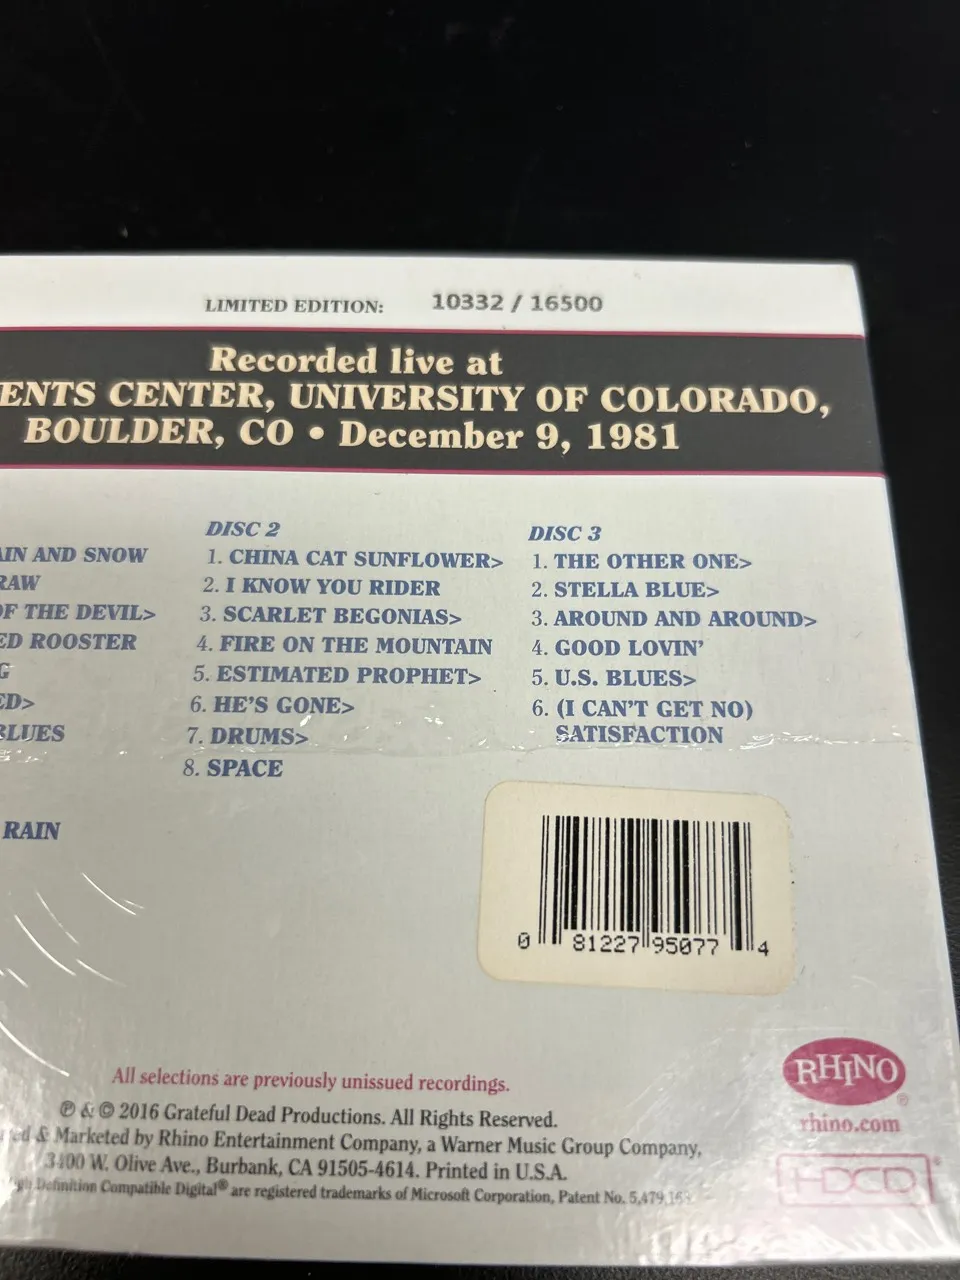 LIMITED EDITION: 10332 / 16500
Recorded live at
ENTS CENTER, UNIVERSITY OF COLORADO,
BOULDER, CO • December 9, 1981
AIN AND SNOW
RAW
OF THE DEVIL>
ED ROOSTER
G
ED>
BLUES
RAIN
DISC 2
1. CHINA CAT SUNFLOWER>
2. I KNOW YOU RIDER
3. SCARLET BEGONIAS>
4. FIRE ON THE MOUNTAIN
5. ESTIMATED PROPHET>
6. HE'S GONE>
7. DRUMS>
8. SPACE
DISC 3
1. THE OTHER ONE>
2. STELLA BLUE>
3. AROUND AND AROUND>
4. GOOD LOVIN'
5. U.S. BLUES>
6. (I CAN'T GET NO)
SATISFACTION
0 81227 95077 4
All selections are previously unissued recordings.
℗ & © 2016 Grateful Dead Productions. All Rights Reserved.
ed & Marketed by Rhino Entertainment Company, a Warner Music Group Company,
3400 W. Olive Ave., Burbank, CA 91505-4614. Printed in U.S.A.
Definition Compatible Digital® are registered trademarks of Microsoft Corporation, Patent No. 5,479,168
RHINO®
rhino.com
HDCD®